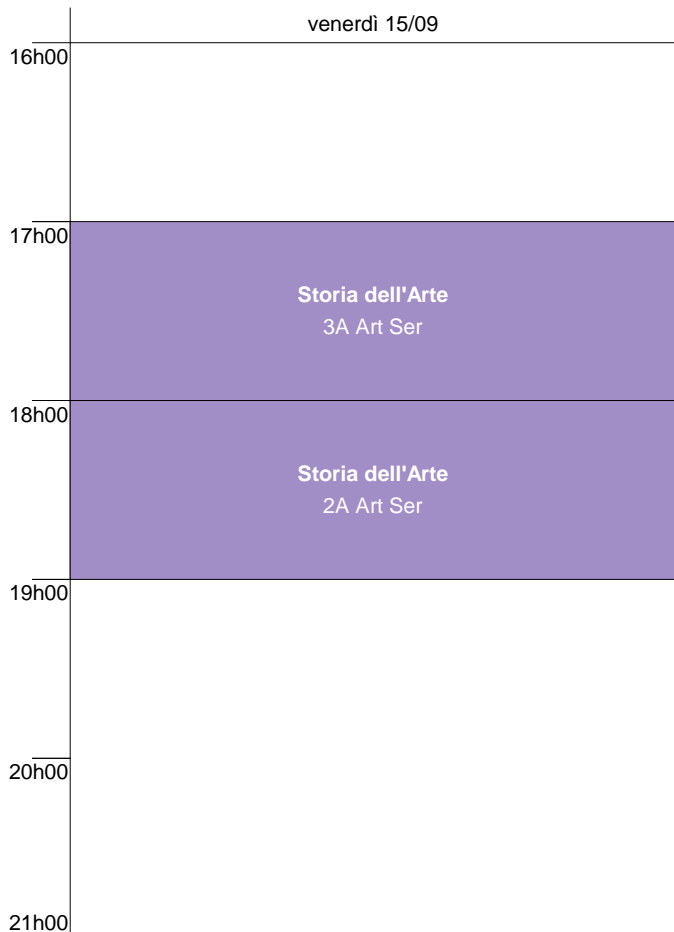 venerdì 15/09
16h00
17h00
Storia dell'Arte
3A Art Ser
18h00
Storia dell'Arte
2A Art Ser
19h00
20h00
21h00